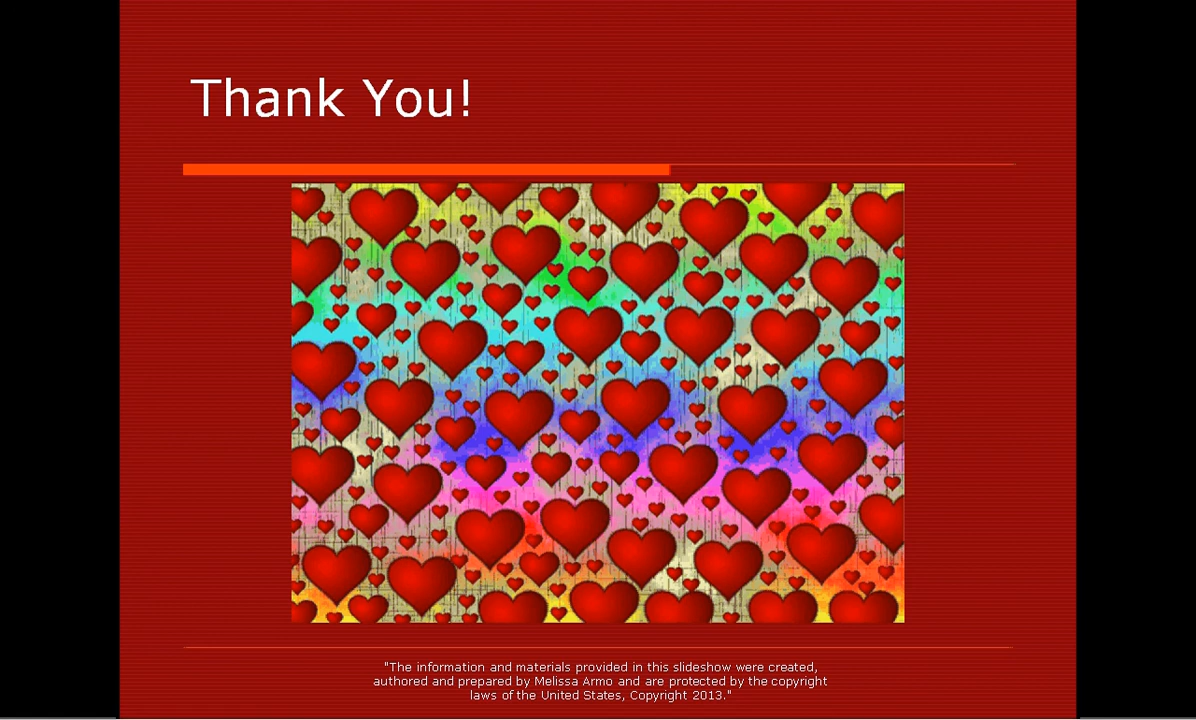 Thank You!
"The information and materials provided in this slideshow were created,
authored and prepared by Melissa Armo and are protected by the copyright
laws of the United States, Copyright 2013."